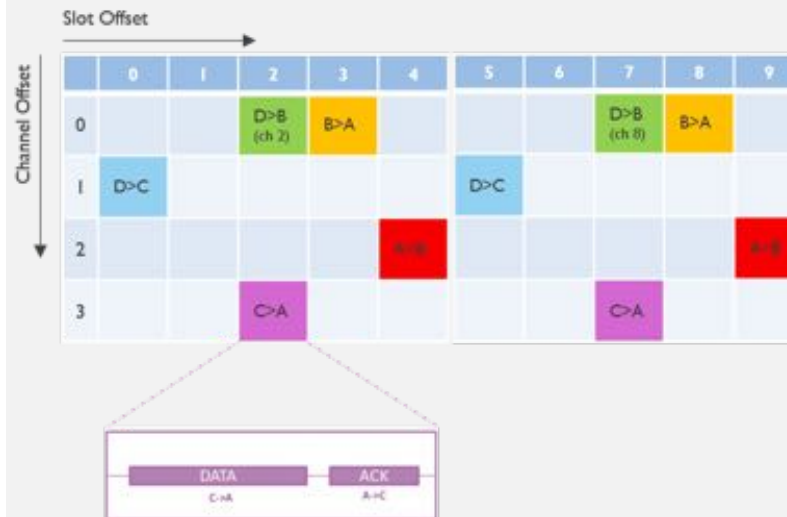 Slot Offset
Channel Offset
0 1 2 3 4 5 6 7 8 9
0 D>B B>A D>B B>A
(ch 2) (ch 8)
1 D>C D>C
2
3 C>A C>A
DATA ACK
C->A A->C